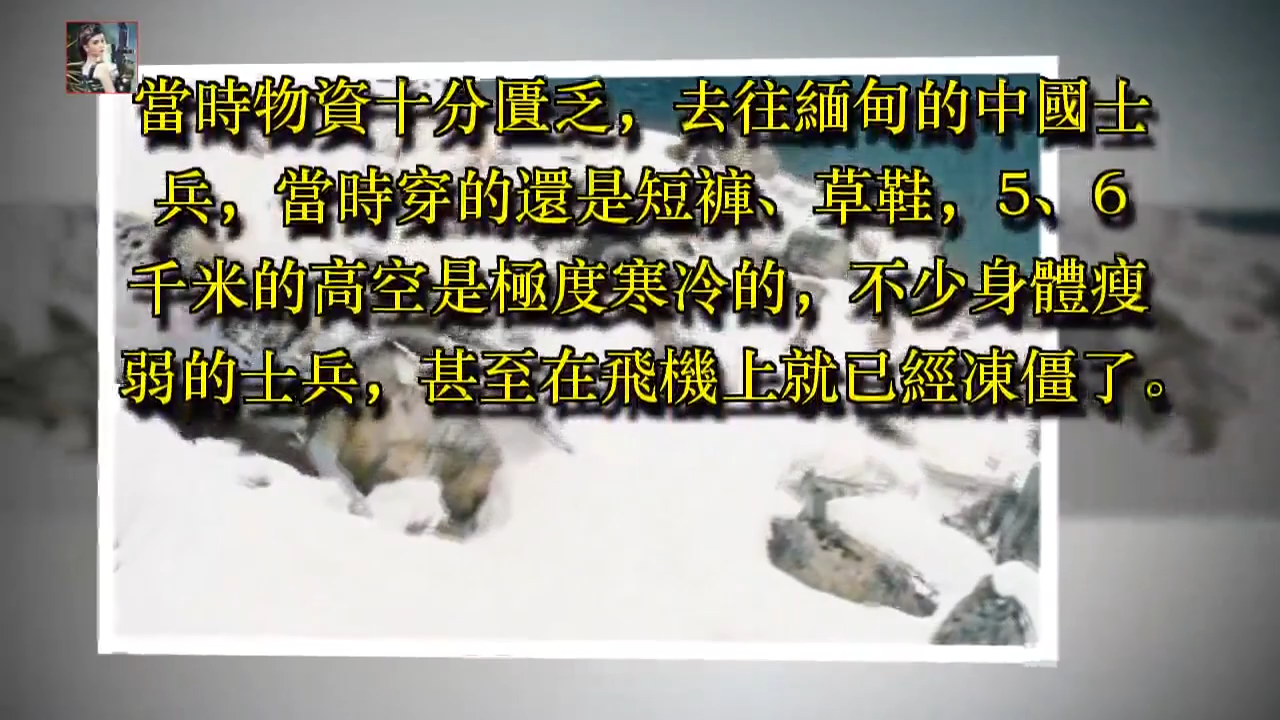 當時物資十分匱乏，去往緬甸的中國士
兵，當時穿的還是短褲、草鞋，5、6
千米的高空是極度寒冷的，不少身體瘦
弱的士兵，甚至在飛機上就已經凍僵了。